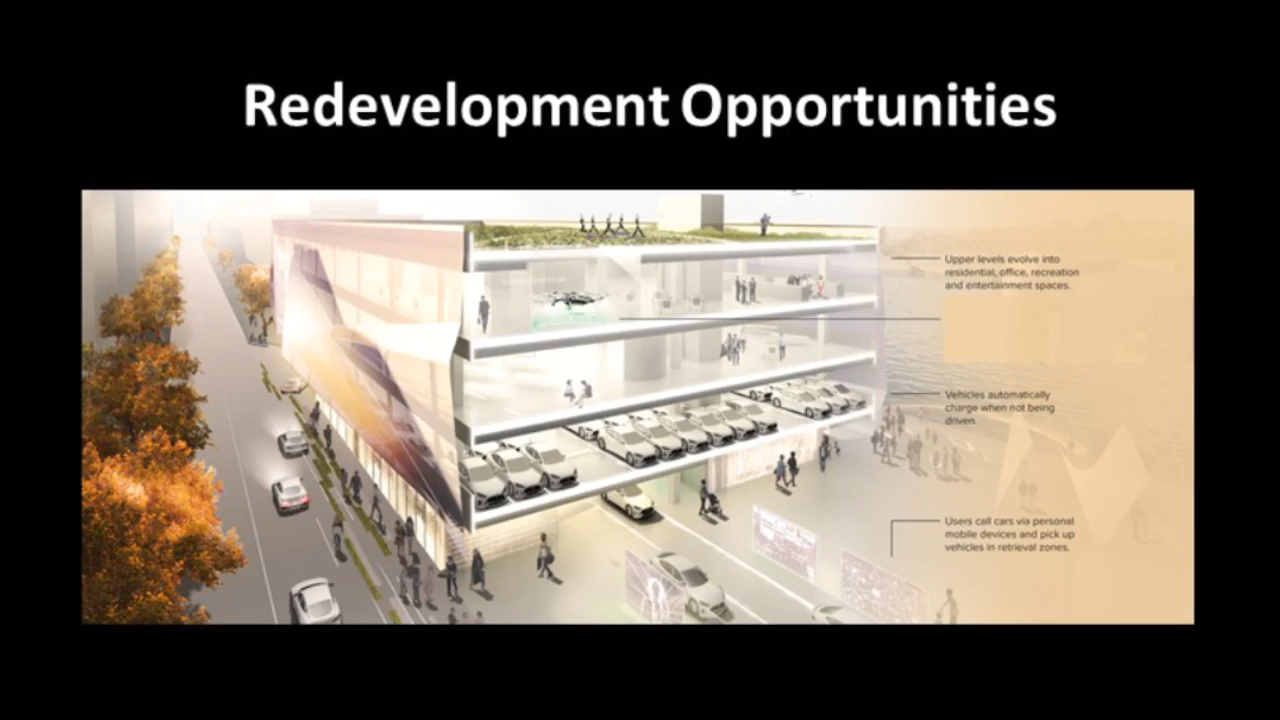 Redevelopment Opportunities
Upper levels evolve into
residential, office, recreation
and entertainment spaces.
Vehicles automatically
charge when not being
driven.
Users call cars via personal
mobile devices and pick up
vehicles in retrieval zones.